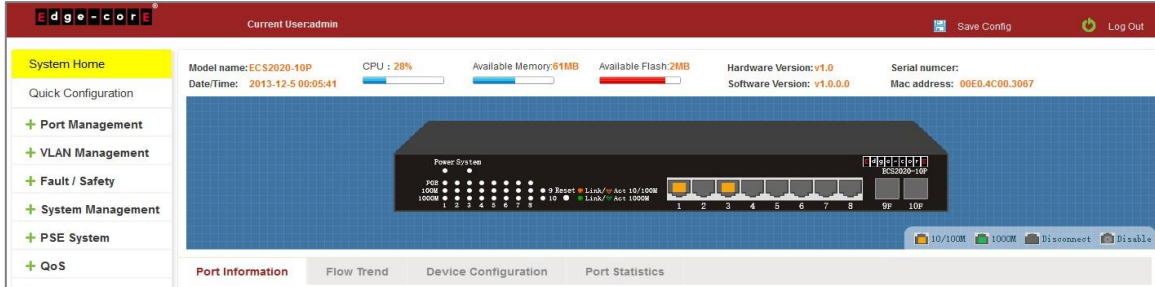 Edge-corE®
Current User:admin
Save Config
Log Out
System Home
Quick Configuration
Port Management
VLAN Management
Fault / Safety
System Management
PSE System
QoS
Model name:ECS2020-10P
CPU : 28%
Available Memory:61MB
Available Flash:2MB
Hardware Version:v1.0
Serial numcer:
Date/Time: 2013-12-5 00:05:41
Software Version: v1.0.0.0
Mac address: 00E0.4C00.3067
Power System
Edge-corE
ECS2020-10P
POE
100M 9 Reset Link/ Act 10/100M
1000M 10 Link/ Act 1000M
1 2 3 4 5 6 7 8
1 2 3 4 5 6 7 8 9F 10F
10/100M 1000M Disconnect Disable
Port Information Flow Trend Device Configuration Port Statistics